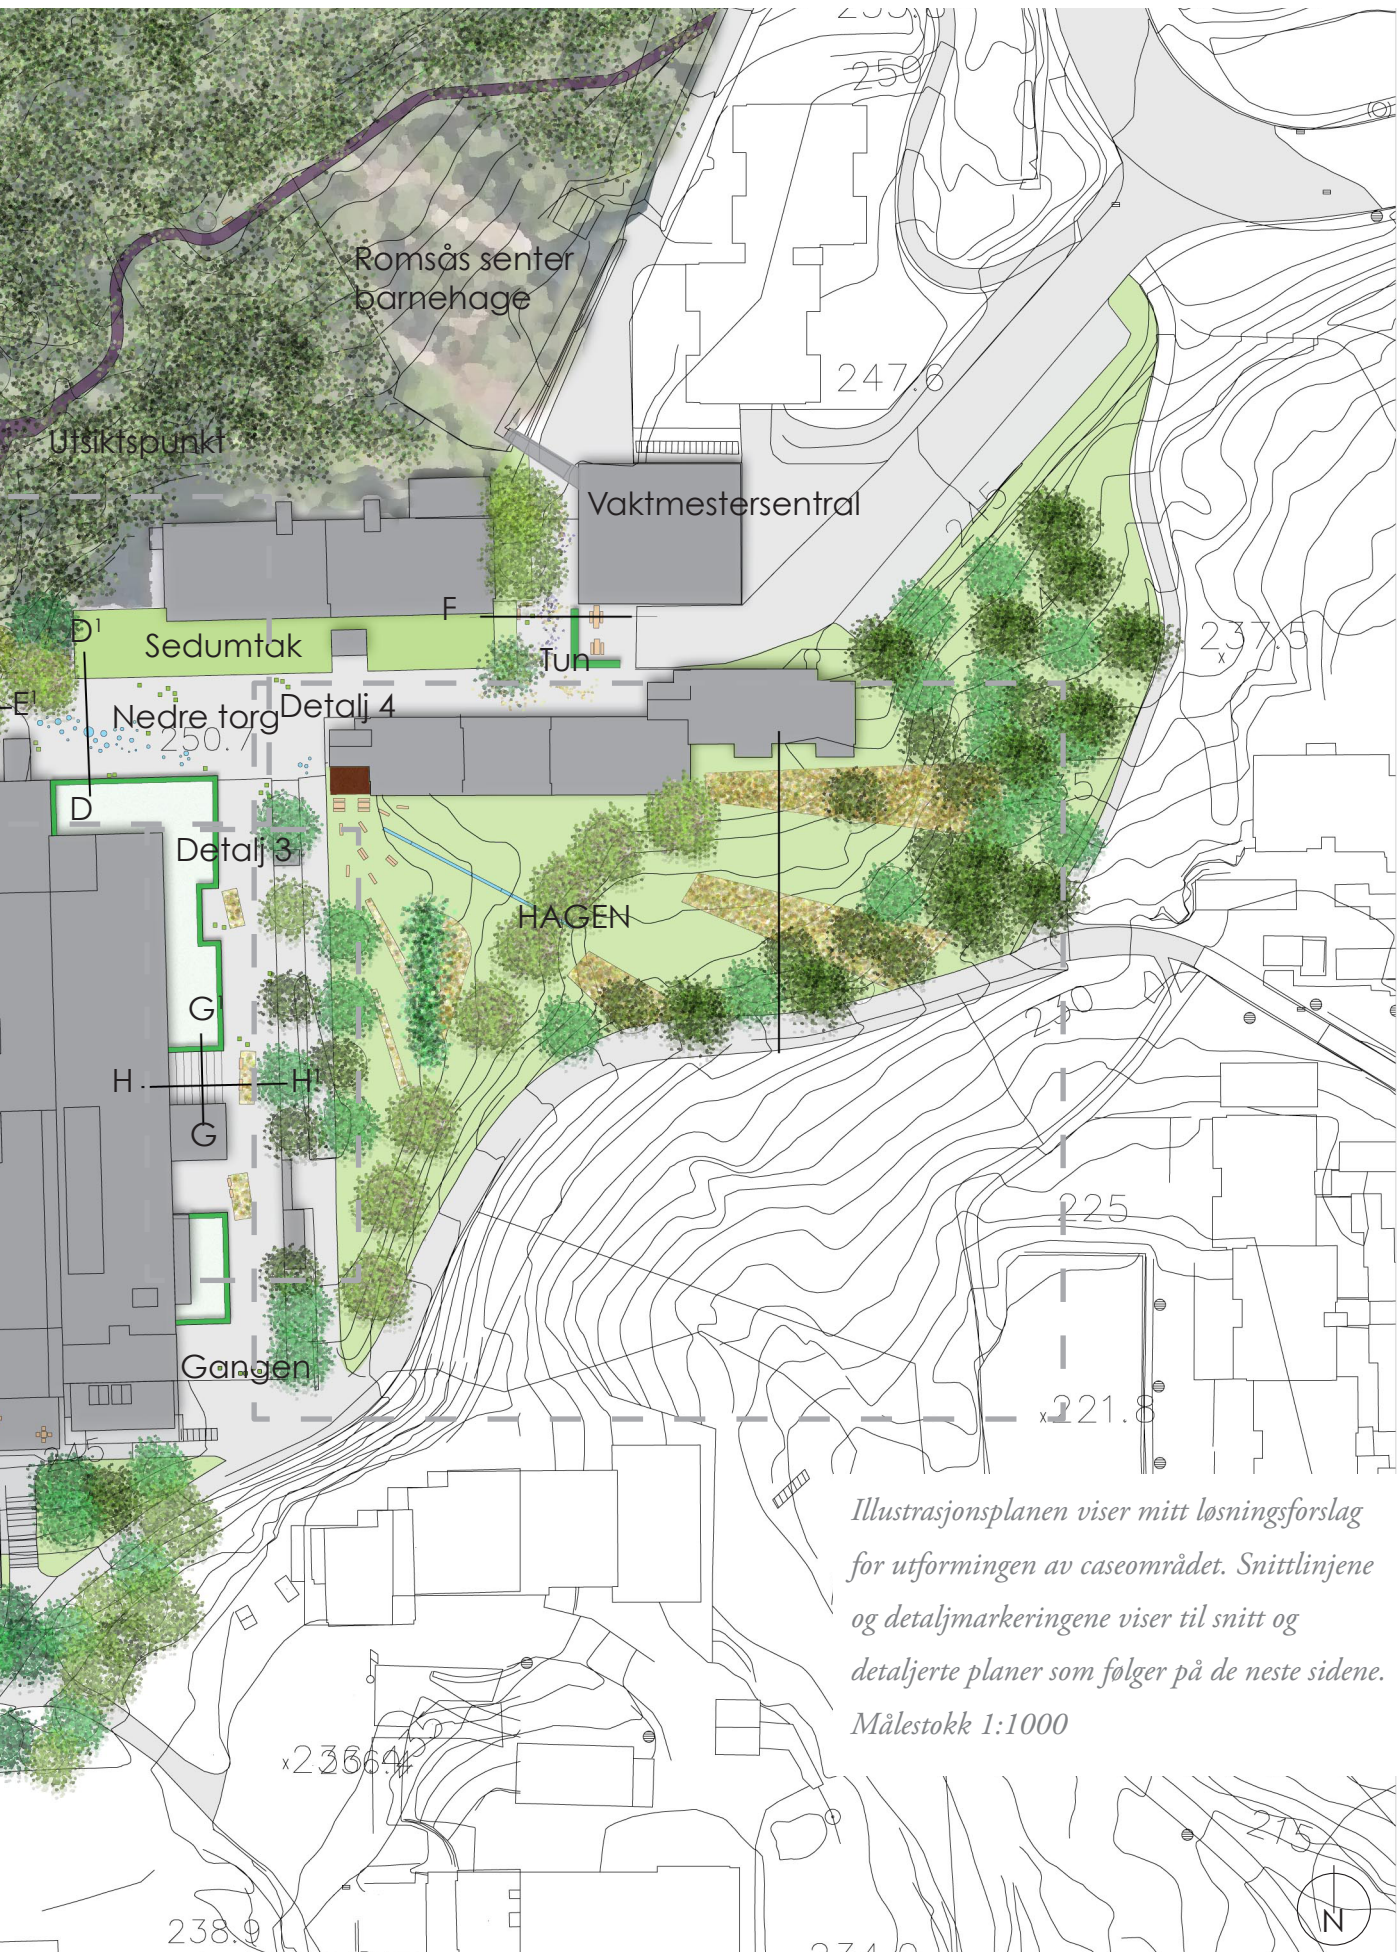 250
Romsås senter
barnehage
247.6
Utsiktspunkt
Vaktmestersentral
F
D¹
Sedumtak
Tun
237.5
E¹
Nedre torg
Detalj 4
250.7
D
Detalj 3
HAGEN
G¹
H
H¹
G
225
Gangen
221.8
Illustrasjonsplanen viser mitt løsningsforslag
for utformingen av caseområdet. Snittlinjene
og detaljmarkeringene viser til snitt og
detaljerte planer som følger på de neste sidene.
Målestokk 1:1000
215
238.9
N